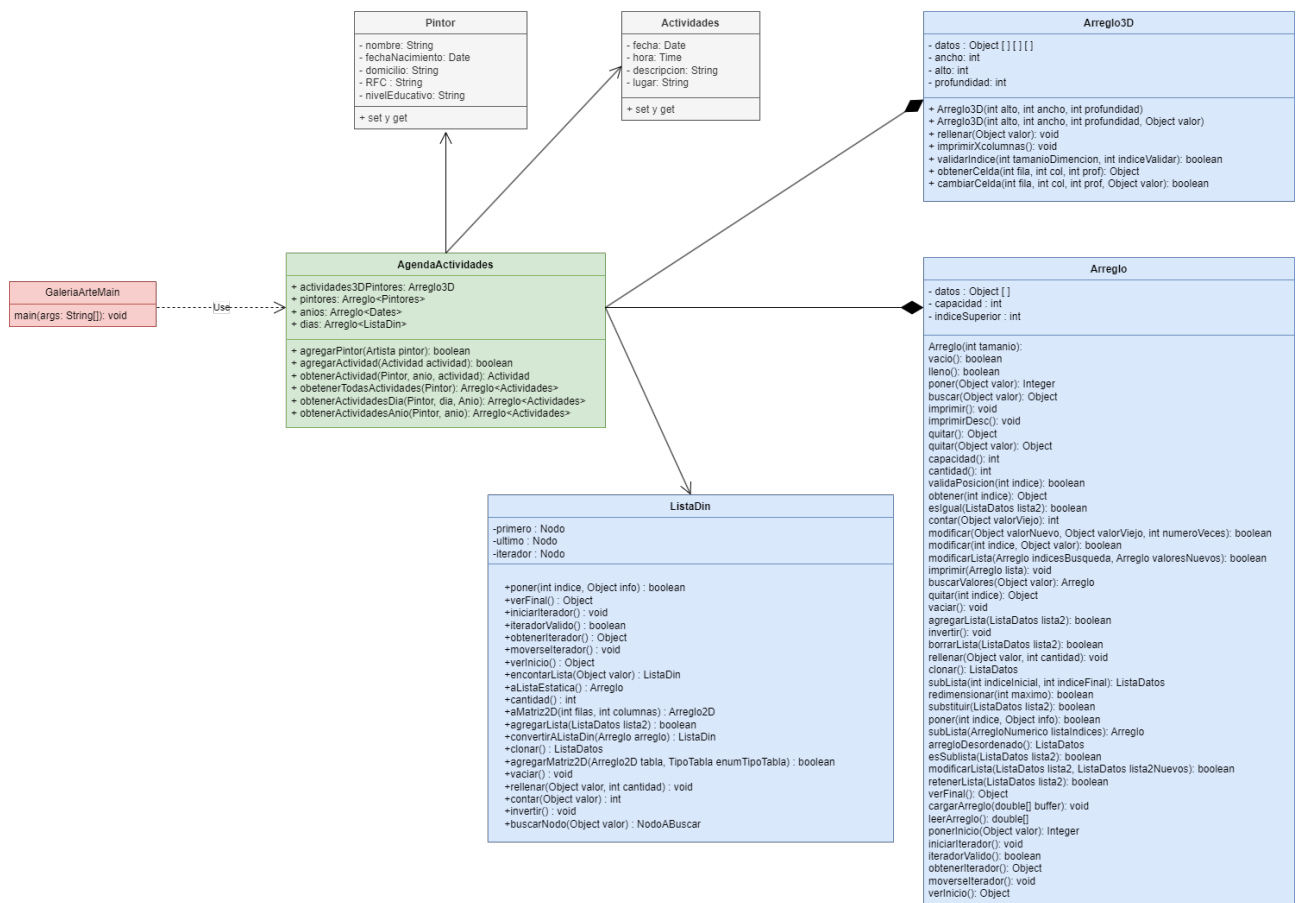 Pintor
- nombre: String
- fechaNacimiento: Date
- domicilio: String
- RFC : String
- nivelEducativo: String
+ set y get
Actividades
- fecha: Date
- hora: Time
- descripcion: String
- lugar: String
+ set y get
Arreglo3D
- datos : Object [ ] [ ] [ ]
- ancho: int
- alto: int
- profundidad: int
+ Arreglo3D(int alto, int ancho, int profundidad)
+ Arreglo3D(int alto, int ancho, int profundidad, Object valor)
+ rellenar(Object valor): void
+ imprimirXcolumnas(): void
+ validarIndice(int tamanioDimencion, int indiceValidar): boolean
+ obtenerCelda(int fila, int col, int prof): Object
+ cambiarCelda(int fila, int col, int prof, Object valor): boolean
GaleriaArteMain
main(args: String[]): void
Use
AgendaActividades
+ actividades3DPintores: Arreglo3D
+ pintores: Arreglo<Pintores>
+ anios: Arreglo<Dates>
+ dias: Arreglo<ListaDin>
+ agregarPintor(Artista pintor): boolean
+ agregarActividad(Actividad actividad): boolean
+ obtenerActividad(Pintor, anio, actividad): Actividad
+ obetenerTodasActividades(Pintor): Arreglo<Actividades>
+ obtenerActividadesDia(Pintor, dia, Anio): Arreglo<Actividades>
+ obtenerActividadesAnio(Pintor, anio): Arreglo<Actividades>
Arreglo
- datos : Object [ ]
- capacidad : int
- indiceSuperior : int
Arreglo(int tamanio):
vacio(): boolean
lleno(): boolean
poner(Object valor): Integer
buscar(Object valor): Object
imprimir(): void
imprimirDesc(): void
quitar(): Object
quitar(Object valor): Object
capacidad(): int
cantidad(): int
validaPosicion(int indice): boolean
obtener(int indice): Object
esIgual(ListaDatos lista2): boolean
contar(Object valorViejo): int
modificar(Object valorNuevo, Object valorViejo, int numeroVeces): boolean
modificar(int indice, Object valor): boolean
modificarLista(Arreglo indicesBusqueda, Arreglo valoresNuevos): boolean
imprimir(Arreglo lista): void
buscarValores(Object valor): Arreglo
quitar(int indice): Object
vaciar(): void
agregarLista(ListaDatos lista2): boolean
invertir(): void
borrarLista(ListaDatos lista2): boolean
rellenar(Object valor, int cantidad): void
clonar(): ListaDatos
subLista(int indiceInicial, int indiceFinal): ListaDatos
redimensionar(int maximo): boolean
substituir(ListaDatos lista2): boolean
poner(int indice, Object info): boolean
subLista(ArregloNumerico listaIndices): Arreglo
arregloDesordenado(): ListaDatos
esSublista(ListaDatos lista2): boolean
modificarLista(ListaDatos lista2, ListaDatos lista2Nuevos): boolean
retenerLista(ListaDatos lista2): boolean
verFinal(): Object
cargarArreglo(double[] buffer): void
leerArreglo(): double[]
ponerInicio(Object valor): Integer
iniciarIterador(): void
iteradorValido(): boolean
obtenerIterador(): Object
moverseIterador(): void
verInicio(): Object
ListaDin
-primero : Nodo
-ultimo : Nodo
-iterador : Nodo
+poner(int indice, Object info) : boolean
+verFinal() : Object
+iniciarIterador() : void
+iteradorValido() : boolean
+obtenerIterador() : Object
+moverseIterador() : void
+verInicio() : Object
+encontarLista(Object valor) : ListaDin
+aListaEstatica() : Arreglo
+cantidad() : int
+aMatriz2D(int filas, int columnas) : Arreglo2D
+agregarLista(ListaDatos lista2) : boolean
+convertirAListaDin(Arreglo arreglo) : ListaDin
+clonar() : ListaDatos
+agregarMatriz2D(Arreglo2D tabla, TipoTabla enumTipoTabla) : boolean
+vaciar() : void
+rellenar(Object valor, int cantidad) : void
+contar(Object valor) : int
+invertir() : void
+buscarNodo(Object valor) : NodoABuscar